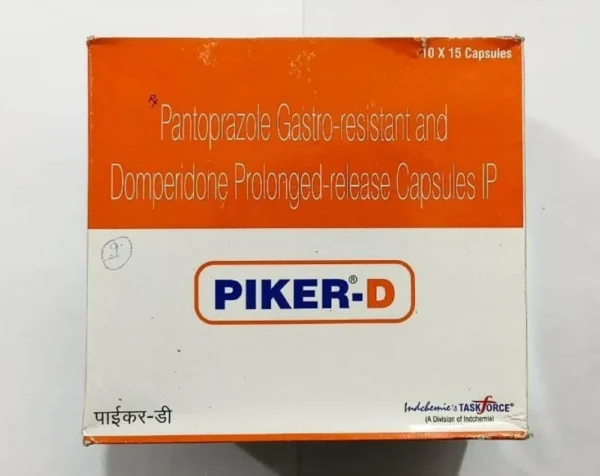 10 X 15 Capsules
Rx
Pantoprazole Gastro-resistant and
Domperidone Prolonged-release Capsules IP
PIKER®-D
पाईकर-डी
Indchemie's TASKFORCE®
(A Division of Indchemie)